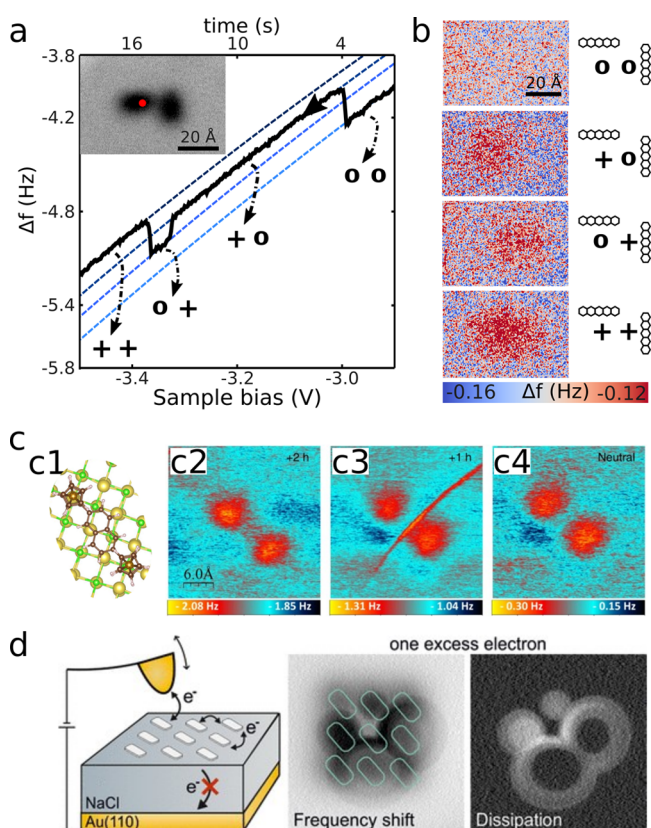 a
time (s)
16
10
4
-3.8
-4.2
-4.8
-5.4
-5.8
Δf (Hz)
20 Å
o o
+ o
o +
+ +
-3.4
-3.2
-3.0
Sample bias (V)
b
20 Å
o o
+ o
o +
+ +
-0.16
Δf (Hz)
-0.12
c
c1
c2
+2 h
6.0Å
- 2.08 Hz
- 1.85 Hz
c3
+1 h
- 1.31 Hz
- 1.04 Hz
c4
Neutral
- 0.30 Hz
- 0.15 Hz
d
e-
e-
e-
NaCl
Au(110)
one excess electron
Frequency shift
Dissipation